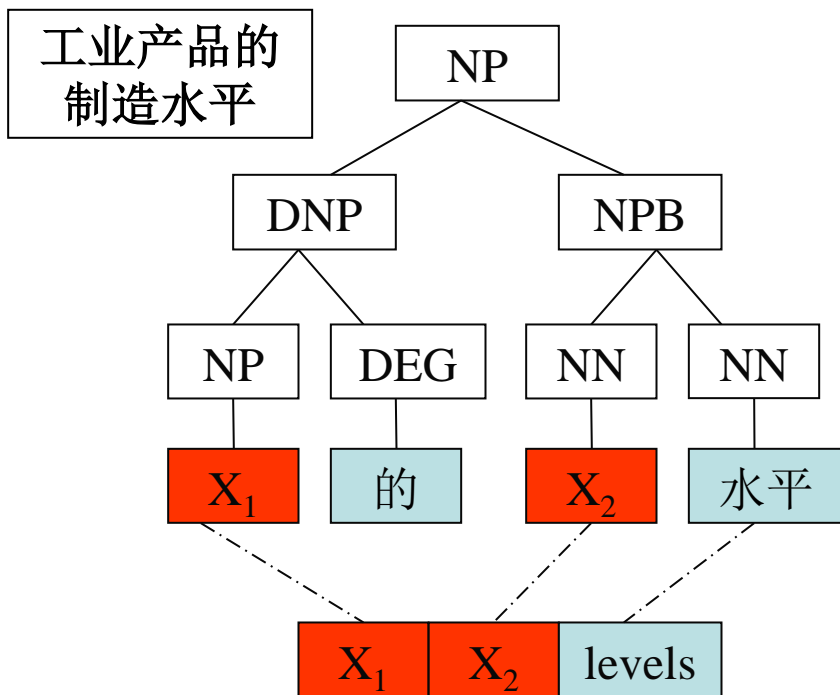 工业产品的
制造水平
NP
DNP NPB
NP DEG NN NN
X₁ 的 X₂ 水平
X₁ X₂ levels